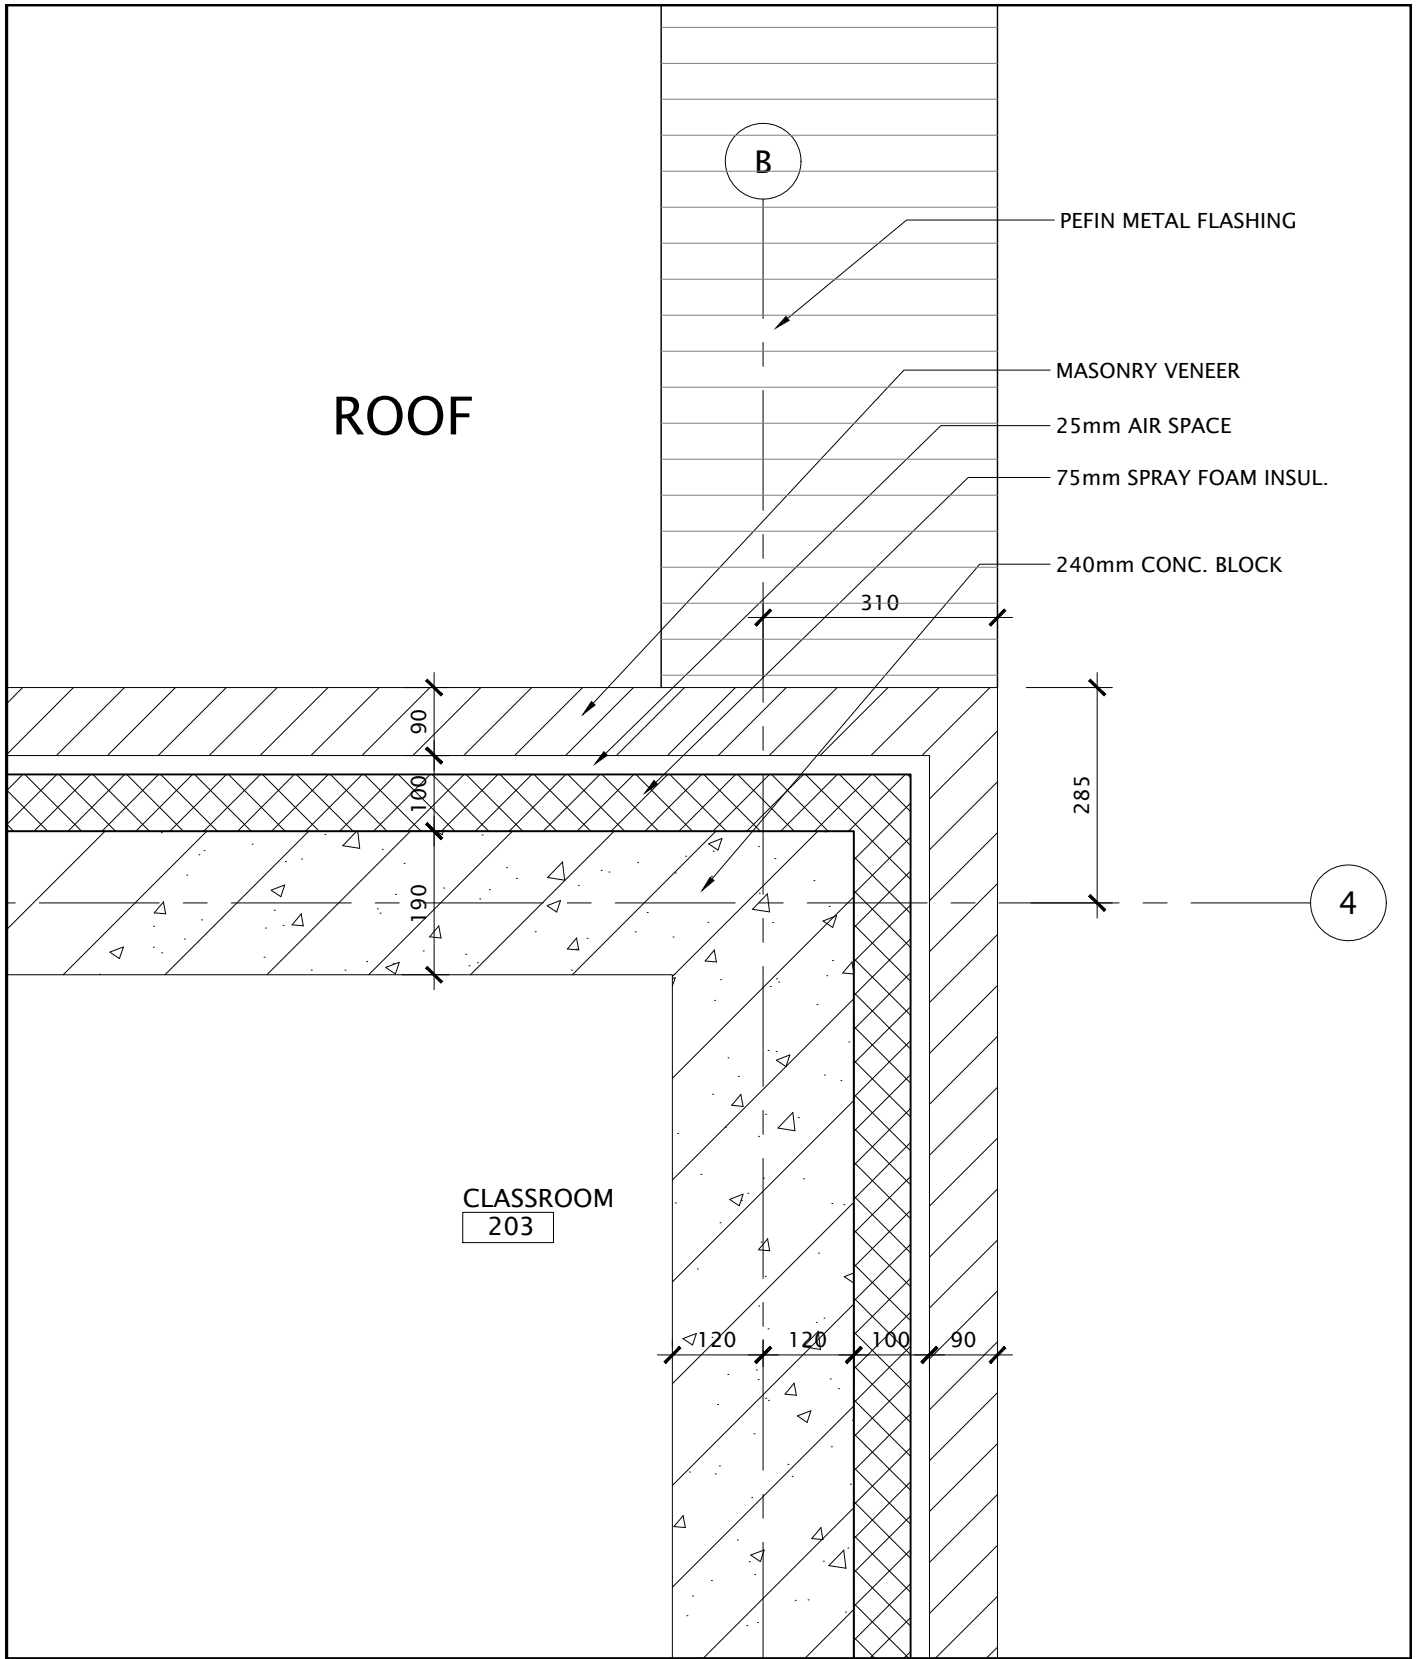 B
PEFIN METAL FLASHING
MASONRY VENEER
ROOF
25mm AIR SPACE
75mm SPRAY FOAM INSUL.
240mm CONC. BLOCK
310
90
100
285
190
4
CLASSROOM
203
120
120
100
90